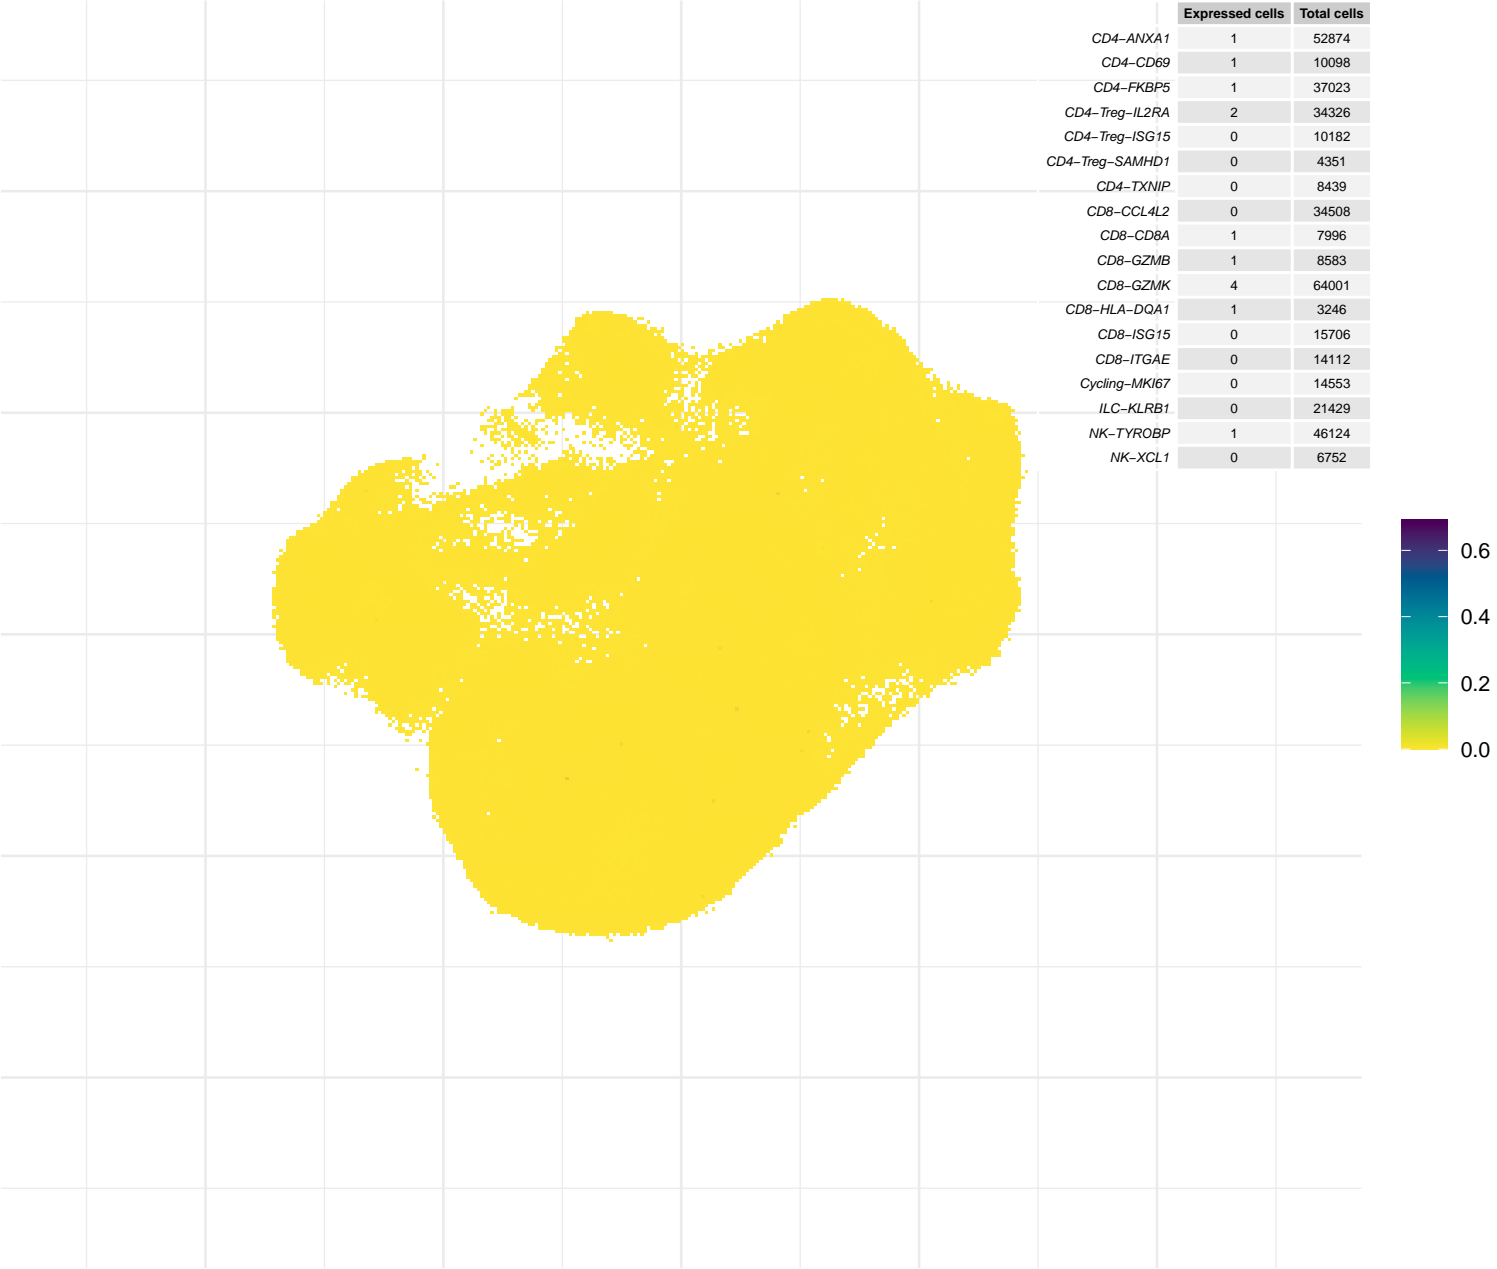 Expressed cells Total cells
CD4−ANXA1 1 52874
CD4−CD69 1 10098
CD4−FKBP5 1 37023
CD4−Treg−IL2RA 2 34326
CD4−Treg−ISG15 0 10182
CD4−Treg−SAMHD1 0 4351
CD4−TXNIP 0 8439
CD8−CCL4L2 0 34508
CD8−CD8A 1 7996
CD8−GZMB 1 8583
CD8−GZMK 4 64001
CD8−HLA−DQA1 1 3246
CD8−ISG15 0 15706
CD8−ITGAE 0 14112
Cycling−MKI67 0 14553
ILC−KLRB1 0 21429
NK−TYROBP 1 46124
NK−XCL1 0 6752
0.6
0.4
0.2
0.0